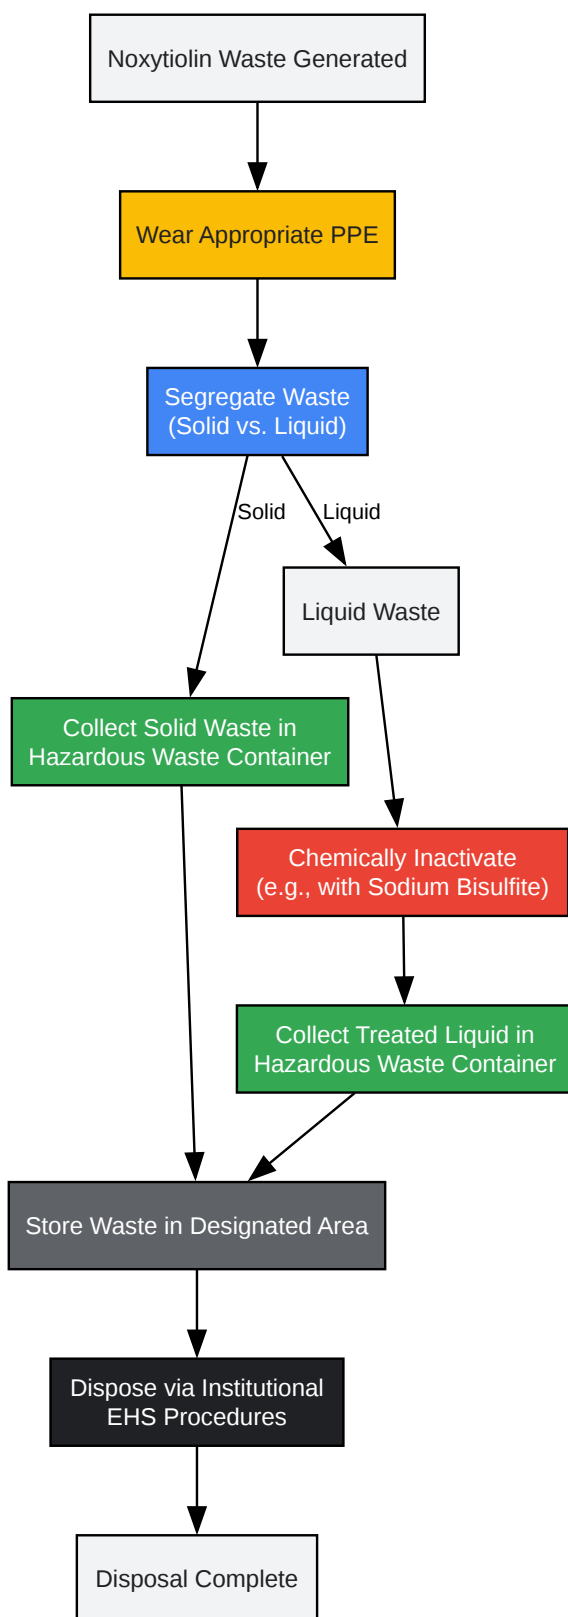 Noxytiolin Waste Generated
Wear Appropriate PPE
Segregate Waste
(Solid vs. Liquid)
Solid
Liquid
Liquid Waste
Collect Solid Waste in
Hazardous Waste Container
Chemically Inactivate
(e.g., with Sodium Bisulfite)
Collect Treated Liquid in
Hazardous Waste Container
Store Waste in Designated Area
Dispose via Institutional
EHS Procedures
Disposal Complete